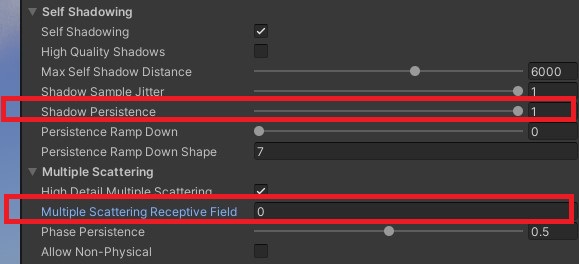 Self Shadowing
Self Shadowing
High Quality Shadows
Max Self Shadow Distance 6000
Shadow Sample Jitter 1
Shadow Persistence 1
Persistence Ramp Down 0
Persistence Ramp Down Shape 7
Multiple Scattering
High Detail Multiple Scattering
Multiple Scattering Receptive Field 0
Phase Persistence 0.5
Allow Non-Physical